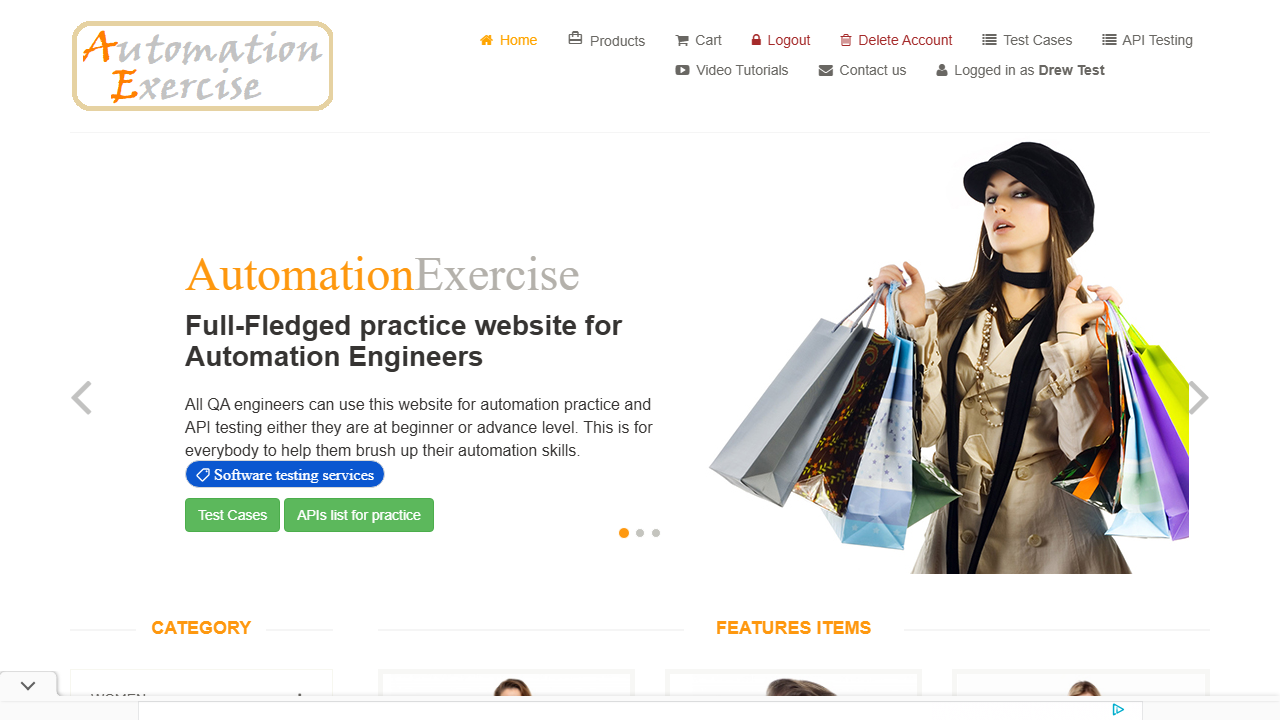 Automation
Exercise
Home
Products
Cart
Logout
Delete Account
Test Cases
API Testing
Video Tutorials
Contact us
Logged in as Drew Test
AutomationExercise
Full-Fledged practice website for
Automation Engineers
All QA engineers can use this website for automation practice and
API testing either they are at beginner or advance level. This is for
everybody to help them brush up their automation skills.
Software testing services
Test Cases
APIs list for practice
CATEGORY
FEATURES ITEMS
WOMEN